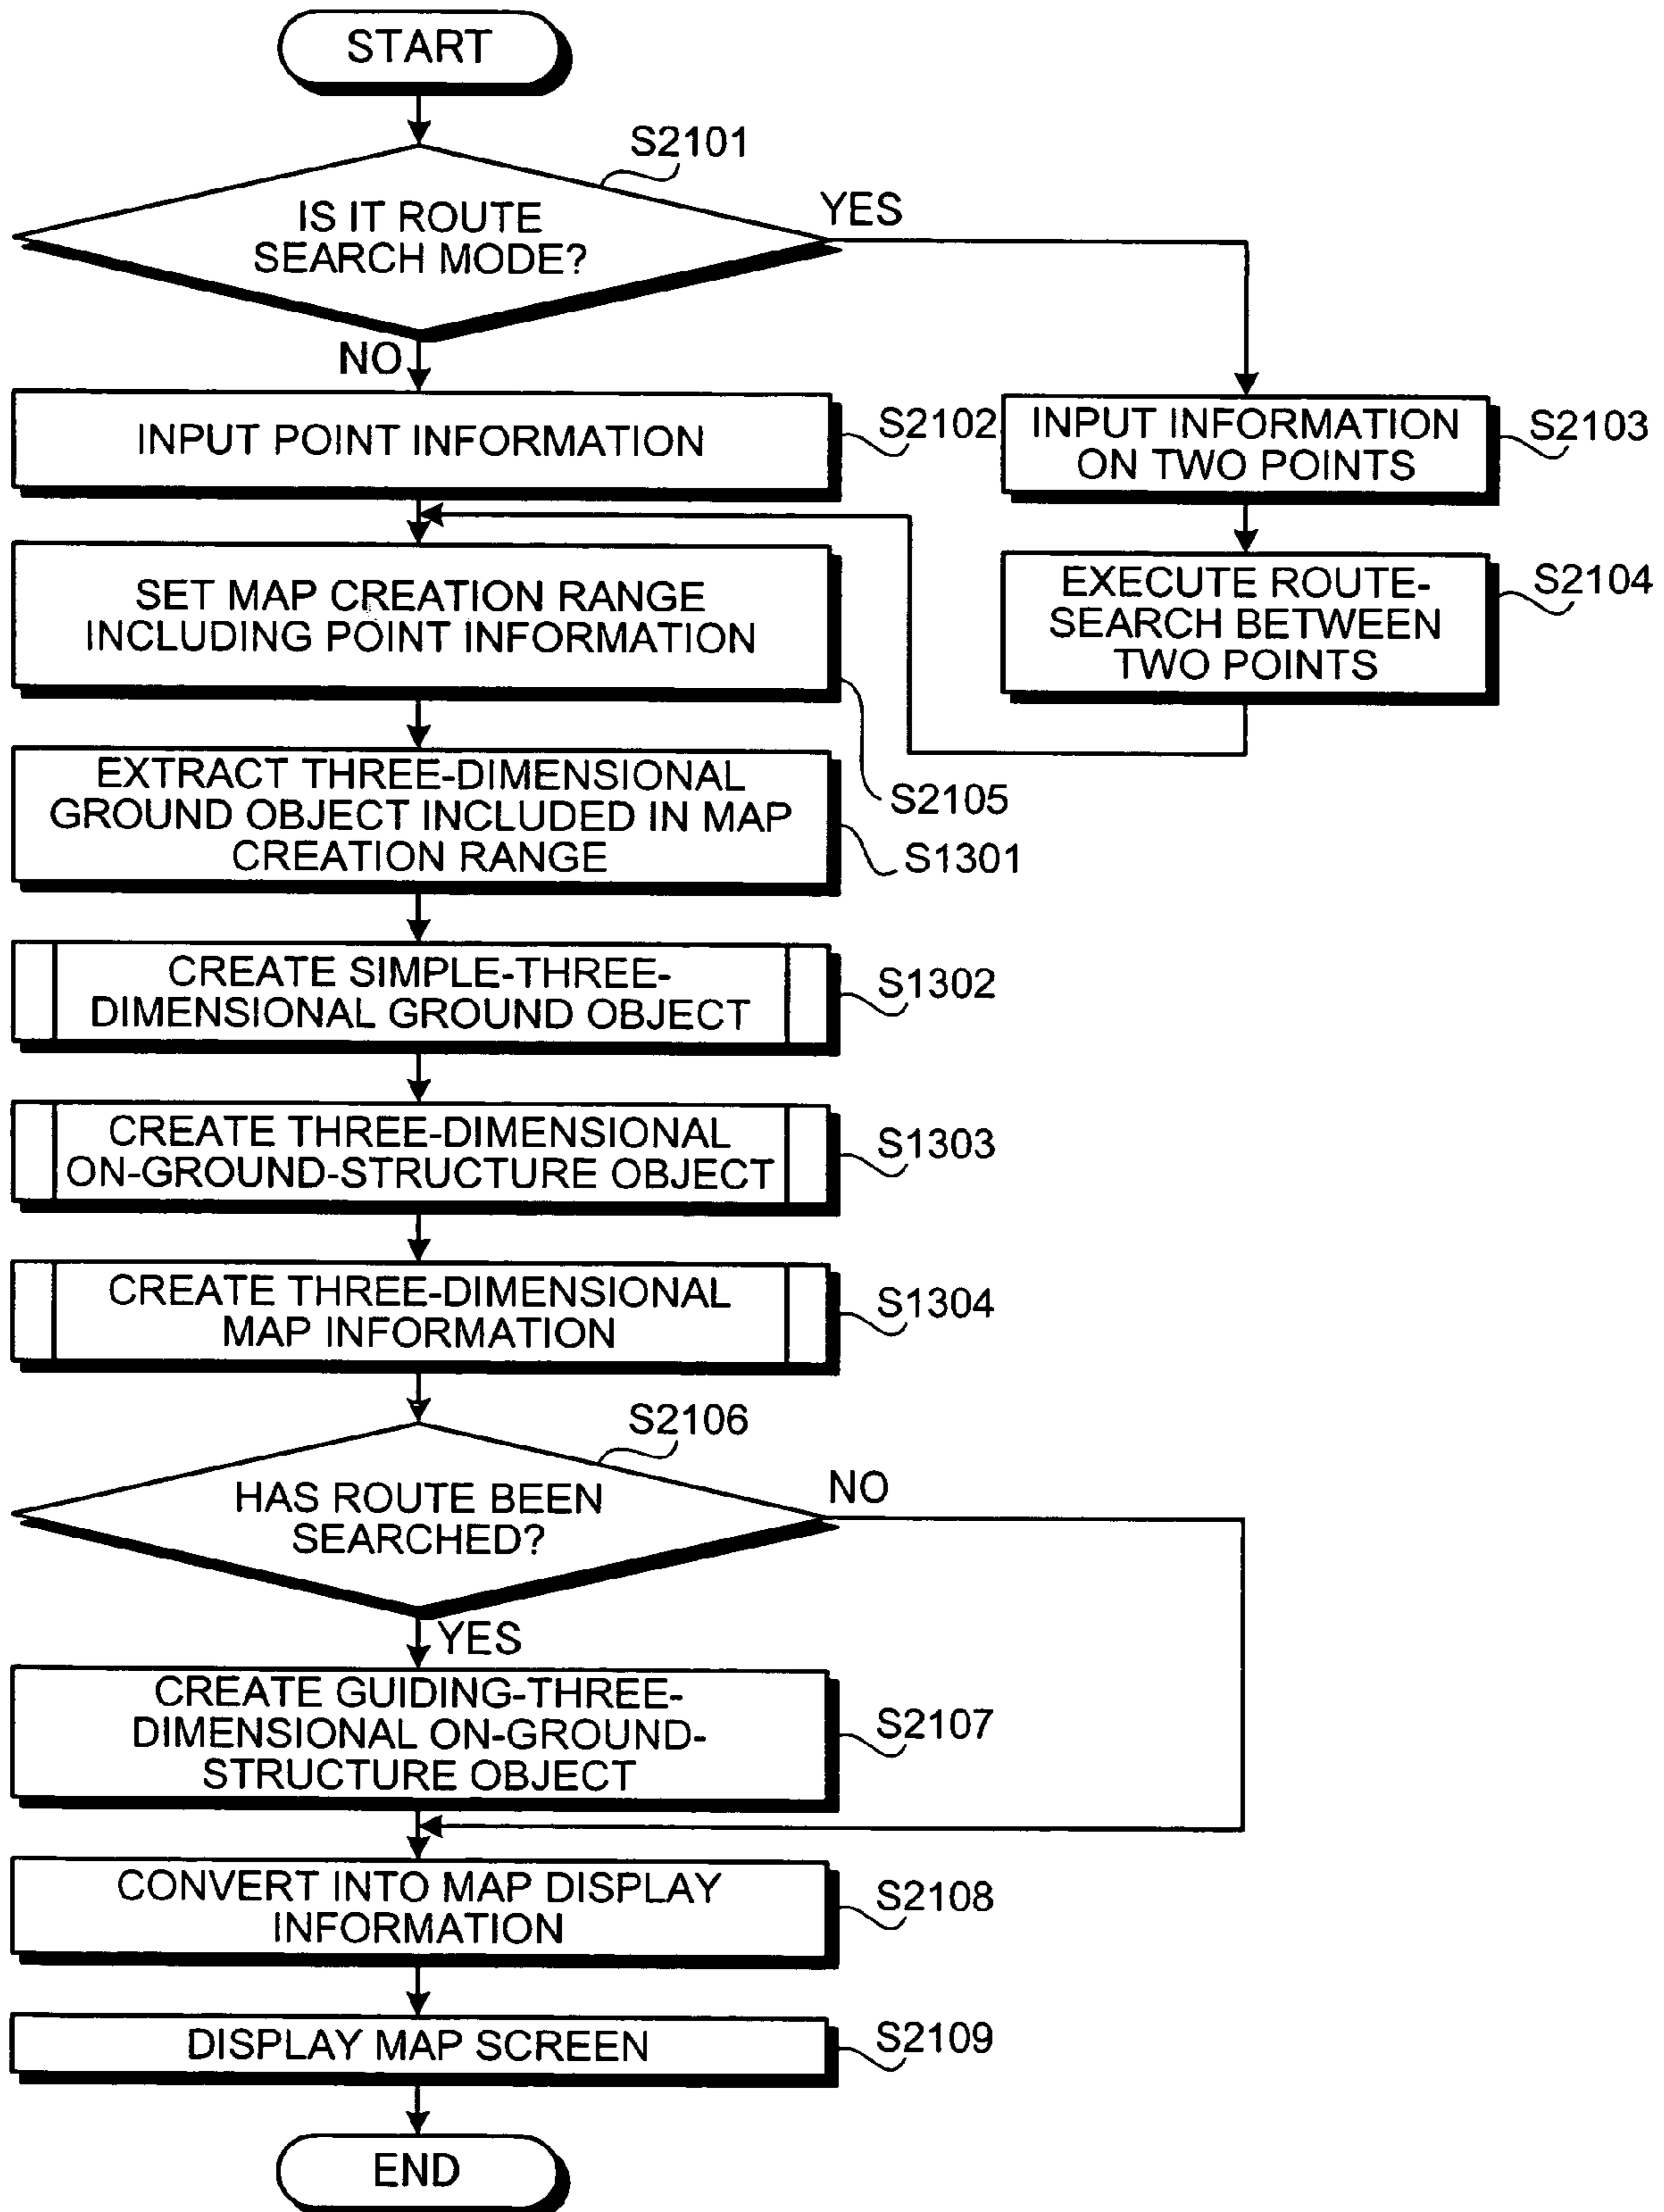 START
S2101
IS IT ROUTE
SEARCH MODE?
YES
NO
INPUT POINT INFORMATION
S2102
INPUT INFORMATION
ON TWO POINTS
S2103
SET MAP CREATION RANGE
INCLUDING POINT INFORMATION
S2105
EXECUTE ROUTE-
SEARCH BETWEEN
TWO POINTS
S2104
EXTRACT THREE-DIMENSIONAL
GROUND OBJECT INCLUDED IN MAP
CREATION RANGE
S1301
CREATE SIMPLE-THREE-
DIMENSIONAL GROUND OBJECT
S1302
CREATE THREE-DIMENSIONAL
ON-GROUND-STRUCTURE OBJECT
S1303
CREATE THREE-DIMENSIONAL
MAP INFORMATION
S1304
S2106
HAS ROUTE BEEN
SEARCHED?
NO
YES
CREATE GUIDING-THREE-
DIMENSIONAL ON-GROUND-
STRUCTURE OBJECT
S2107
CONVERT INTO MAP DISPLAY
INFORMATION
S2108
DISPLAY MAP SCREEN
S2109
END